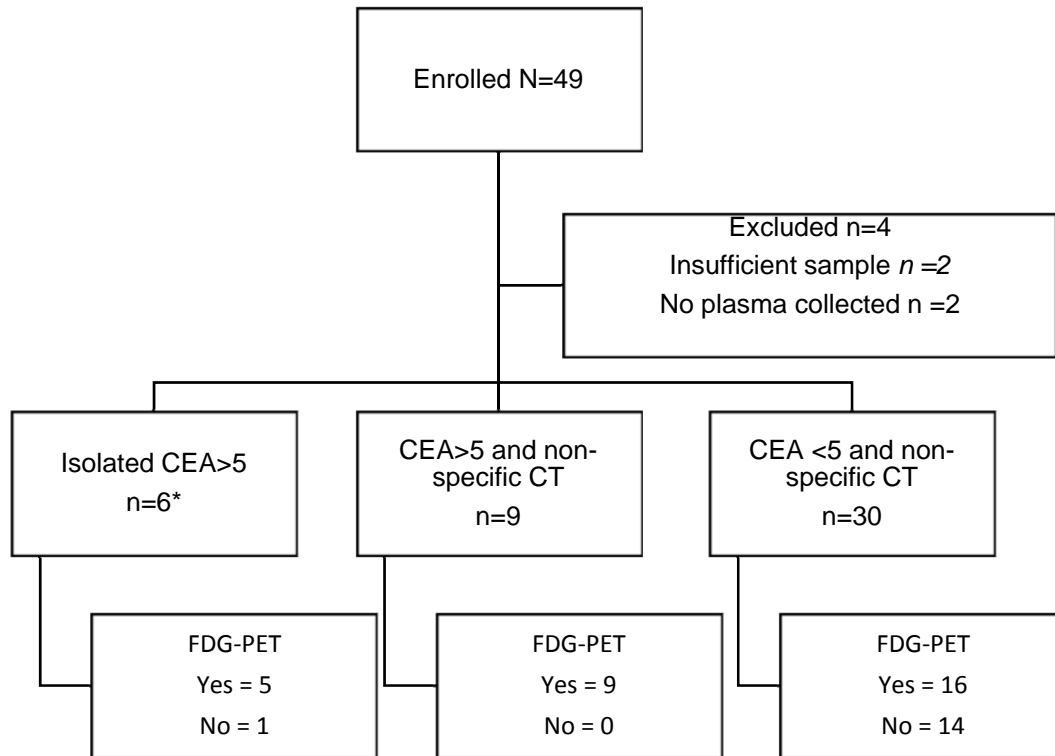 Enrolled N=49
Excluded n=4
Insufficient sample n =2
No plasma collected n =2
Isolated CEA>5
n=6*
CEA>5 and non-
specific CT
n=9
CEA <5 and non-
specific CT
n=30
FDG-PET
Yes = 5
No = 1
FDG-PET
Yes = 9
No = 0
FDG-PET
Yes = 16
No = 14